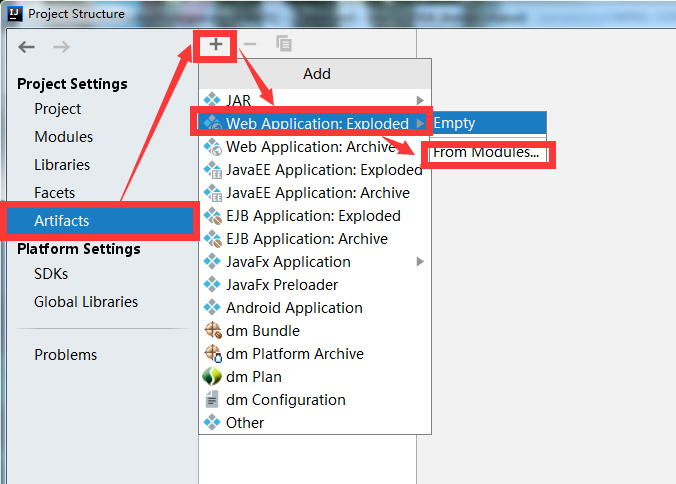 Project Structure
Project Settings
Project
Modules
Libraries
Facets
Artifacts
Platform Settings
SDKs
Global Libraries
Problems
Add
JAR
Web Application: Exploded
Empty
Web Application: Archive
From Modules...
JavaEE Application: Exploded
JavaEE Application: Archive
EJB Application: Exploded
EJB Application: Archive
JavaFx Application
JavaFx Preloader
Android Application
dm Bundle
dm Platform Archive
dm Plan
dm Configuration
Other